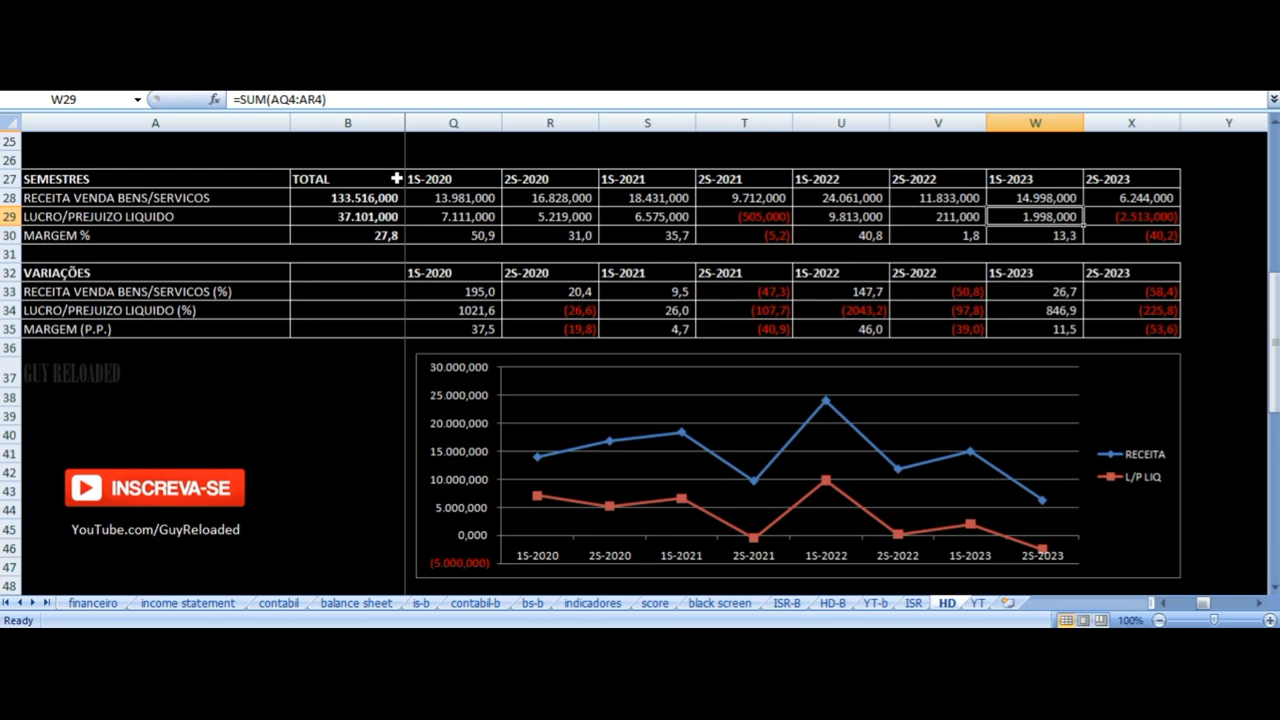 W29 fx =SUM(AQ4:AR4)
A B Q R S T U V W X Y
25
26
27 SEMESTRES TOTAL 1S-2020 2S-2020 1S-2021 2S-2021 1S-2022 2S-2022 1S-2023 2S-2023
28 RECEITA VENDA BENS/SERVICOS 133.516,000 13.981,000 16.828,000 18.431,000 9.712,000 24.061,000 11.833,000 14.998,000 6.244,000
29 LUCRO/PREJUIZO LIQUIDO 37.101,000 7.111,000 5.219,000 6.575,000 (505,000) 9.813,000 211,000 1.998,000 (2.513,000)
30 MARGEM % 27,8 50,9 31,0 35,7 (5,2) 40,8 1,8 13,3 (40,2)
31
32 VARIAÇÕES 1S-2020 2S-2020 1S-2021 2S-2021 1S-2022 2S-2022 1S-2023 2S-2023
33 RECEITA VENDA BENS/SERVICOS (%) 195,0 20,4 9,5 (47,3) 147,7 (50,8) 26,7 (58,4)
34 LUCRO/PREJUIZO LIQUIDO (%) 1021,6 (26,6) 26,0 (107,7) (2043,2) (97,8) 846,9 (225,8)
35 MARGEM (P.P.) 37,5 (19,8) 4,7 (40,9) 46,0 (39,0) 11,5 (53,6)
36
37 GUY RELOADED
38
39
40
41
42
43
44
45
46
47
48
INSCREVA-SE
YouTube.com/GuyReloaded
30.000,000
25.000,000
20.000,000
15.000,000
10.000,000
5.000,000
0,000
(5.000,000)
1S-2020 2S-2020 1S-2021 2S-2021 1S-2022 2S-2022 1S-2023 2S-2023
RECEITA
L/P LIQ
financeiro income statement contabil balance sheet is-b contabil-b bs-b indicadores score black screen ISR-B HD-B YT-b ISR HD YT
Ready 100%